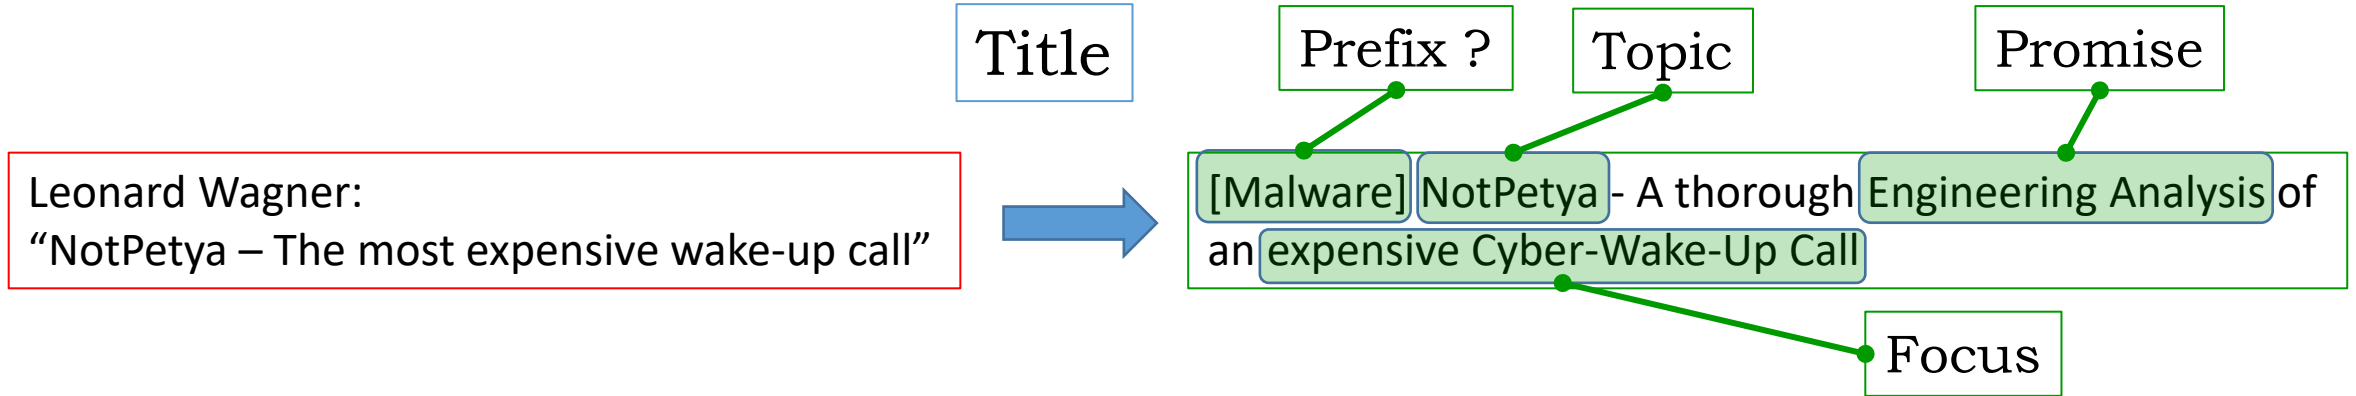 Title
Prefix ?
Topic
Promise
Leonard Wagner:
“NotPetya – The most expensive wake-up call”
[Malware] NotPetya - A thorough Engineering Analysis of
an expensive Cyber-Wake-Up Call
Focus